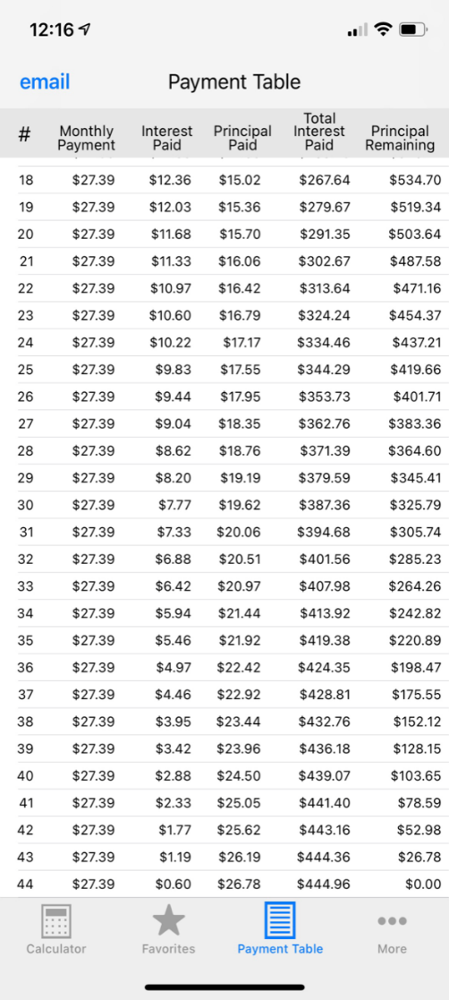 12:16
email Payment Table
# Monthly Payment Interest Paid Principal Paid Total Interest Paid Principal Remaining
18 $27.39 $12.36 $15.02 $267.64 $534.70
19 $27.39 $12.03 $15.36 $279.67 $519.34
20 $27.39 $11.68 $15.70 $291.35 $503.64
21 $27.39 $11.33 $16.06 $302.67 $487.58
22 $27.39 $10.97 $16.42 $313.64 $471.16
23 $27.39 $10.60 $16.79 $324.24 $454.37
24 $27.39 $10.22 $17.17 $334.46 $437.21
25 $27.39 $9.83 $17.55 $344.29 $419.66
26 $27.39 $9.44 $17.95 $353.73 $401.71
27 $27.39 $9.04 $18.35 $362.76 $383.36
28 $27.39 $8.62 $18.76 $371.39 $364.60
29 $27.39 $8.20 $19.19 $379.59 $345.41
30 $27.39 $7.77 $19.62 $387.36 $325.79
31 $27.39 $7.33 $20.06 $394.68 $305.74
32 $27.39 $6.88 $20.51 $401.56 $285.23
33 $27.39 $6.42 $20.97 $407.98 $264.26
34 $27.39 $5.94 $21.44 $413.92 $242.82
35 $27.39 $5.46 $21.92 $419.38 $220.89
36 $27.39 $4.97 $22.42 $424.35 $198.47
37 $27.39 $4.46 $22.92 $428.81 $175.55
38 $27.39 $3.95 $23.44 $432.76 $152.12
39 $27.39 $3.42 $23.96 $436.18 $128.15
40 $27.39 $2.88 $24.50 $439.07 $103.65
41 $27.39 $2.33 $25.05 $441.40 $78.59
42 $27.39 $1.77 $25.62 $443.16 $52.98
43 $27.39 $1.19 $26.19 $444.36 $26.78
44 $27.39 $0.60 $26.78 $444.96 $0.00
Calculator Favorites Payment Table More